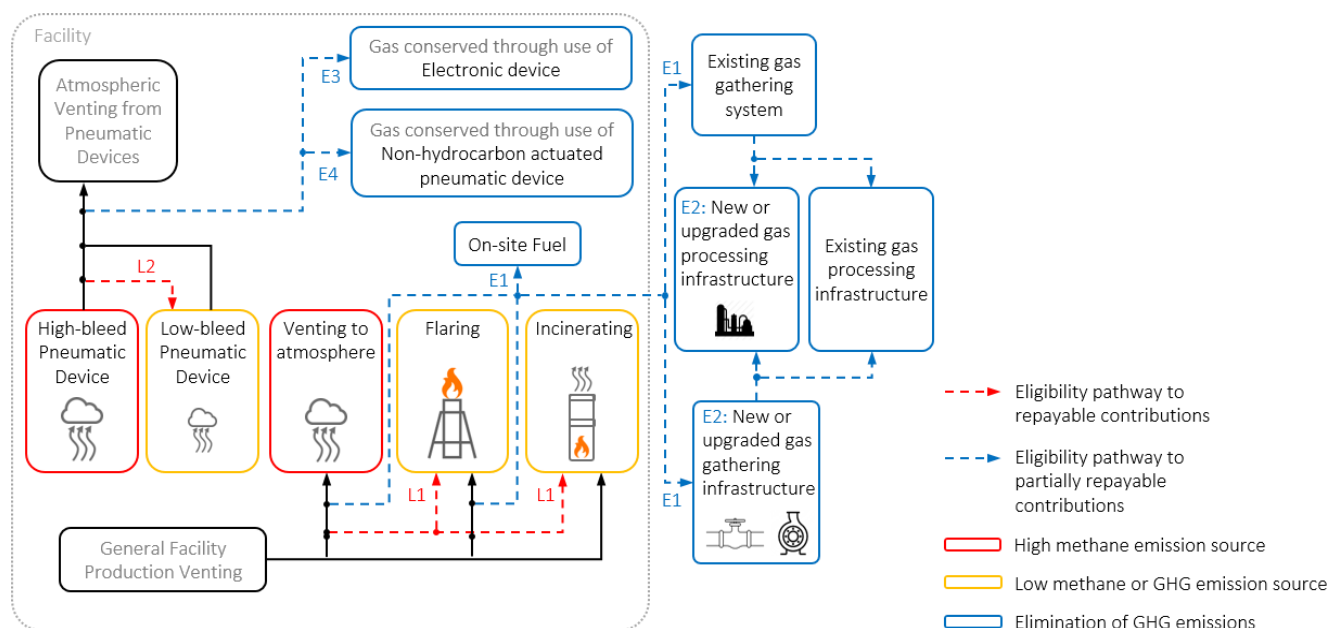 Facility
Atmospheric
Venting from
Pneumatic
Devices
E3
Gas conserved through use of
Electronic device
E4
Gas conserved through use of
Non-hydrocarbon actuated
pneumatic device
E1
Existing gas
gathering
system
On-site Fuel
E1
E2: New or
upgraded gas
processing
infrastructure
Existing gas
processing
infrastructure
L2
High-bleed
Pneumatic
Device
Low-bleed
Pneumatic
Device
Venting to
atmosphere
Flaring
Incinerating
L1
L1
E1
E2: New or
upgraded gas
gathering
infrastructure
General Facility
Production Venting
Eligibility pathway to
repayable contributions
Eligibility pathway to
partially repayable
contributions
High methane emission source
Low methane or GHG emission source
Elimination of GHG emissions